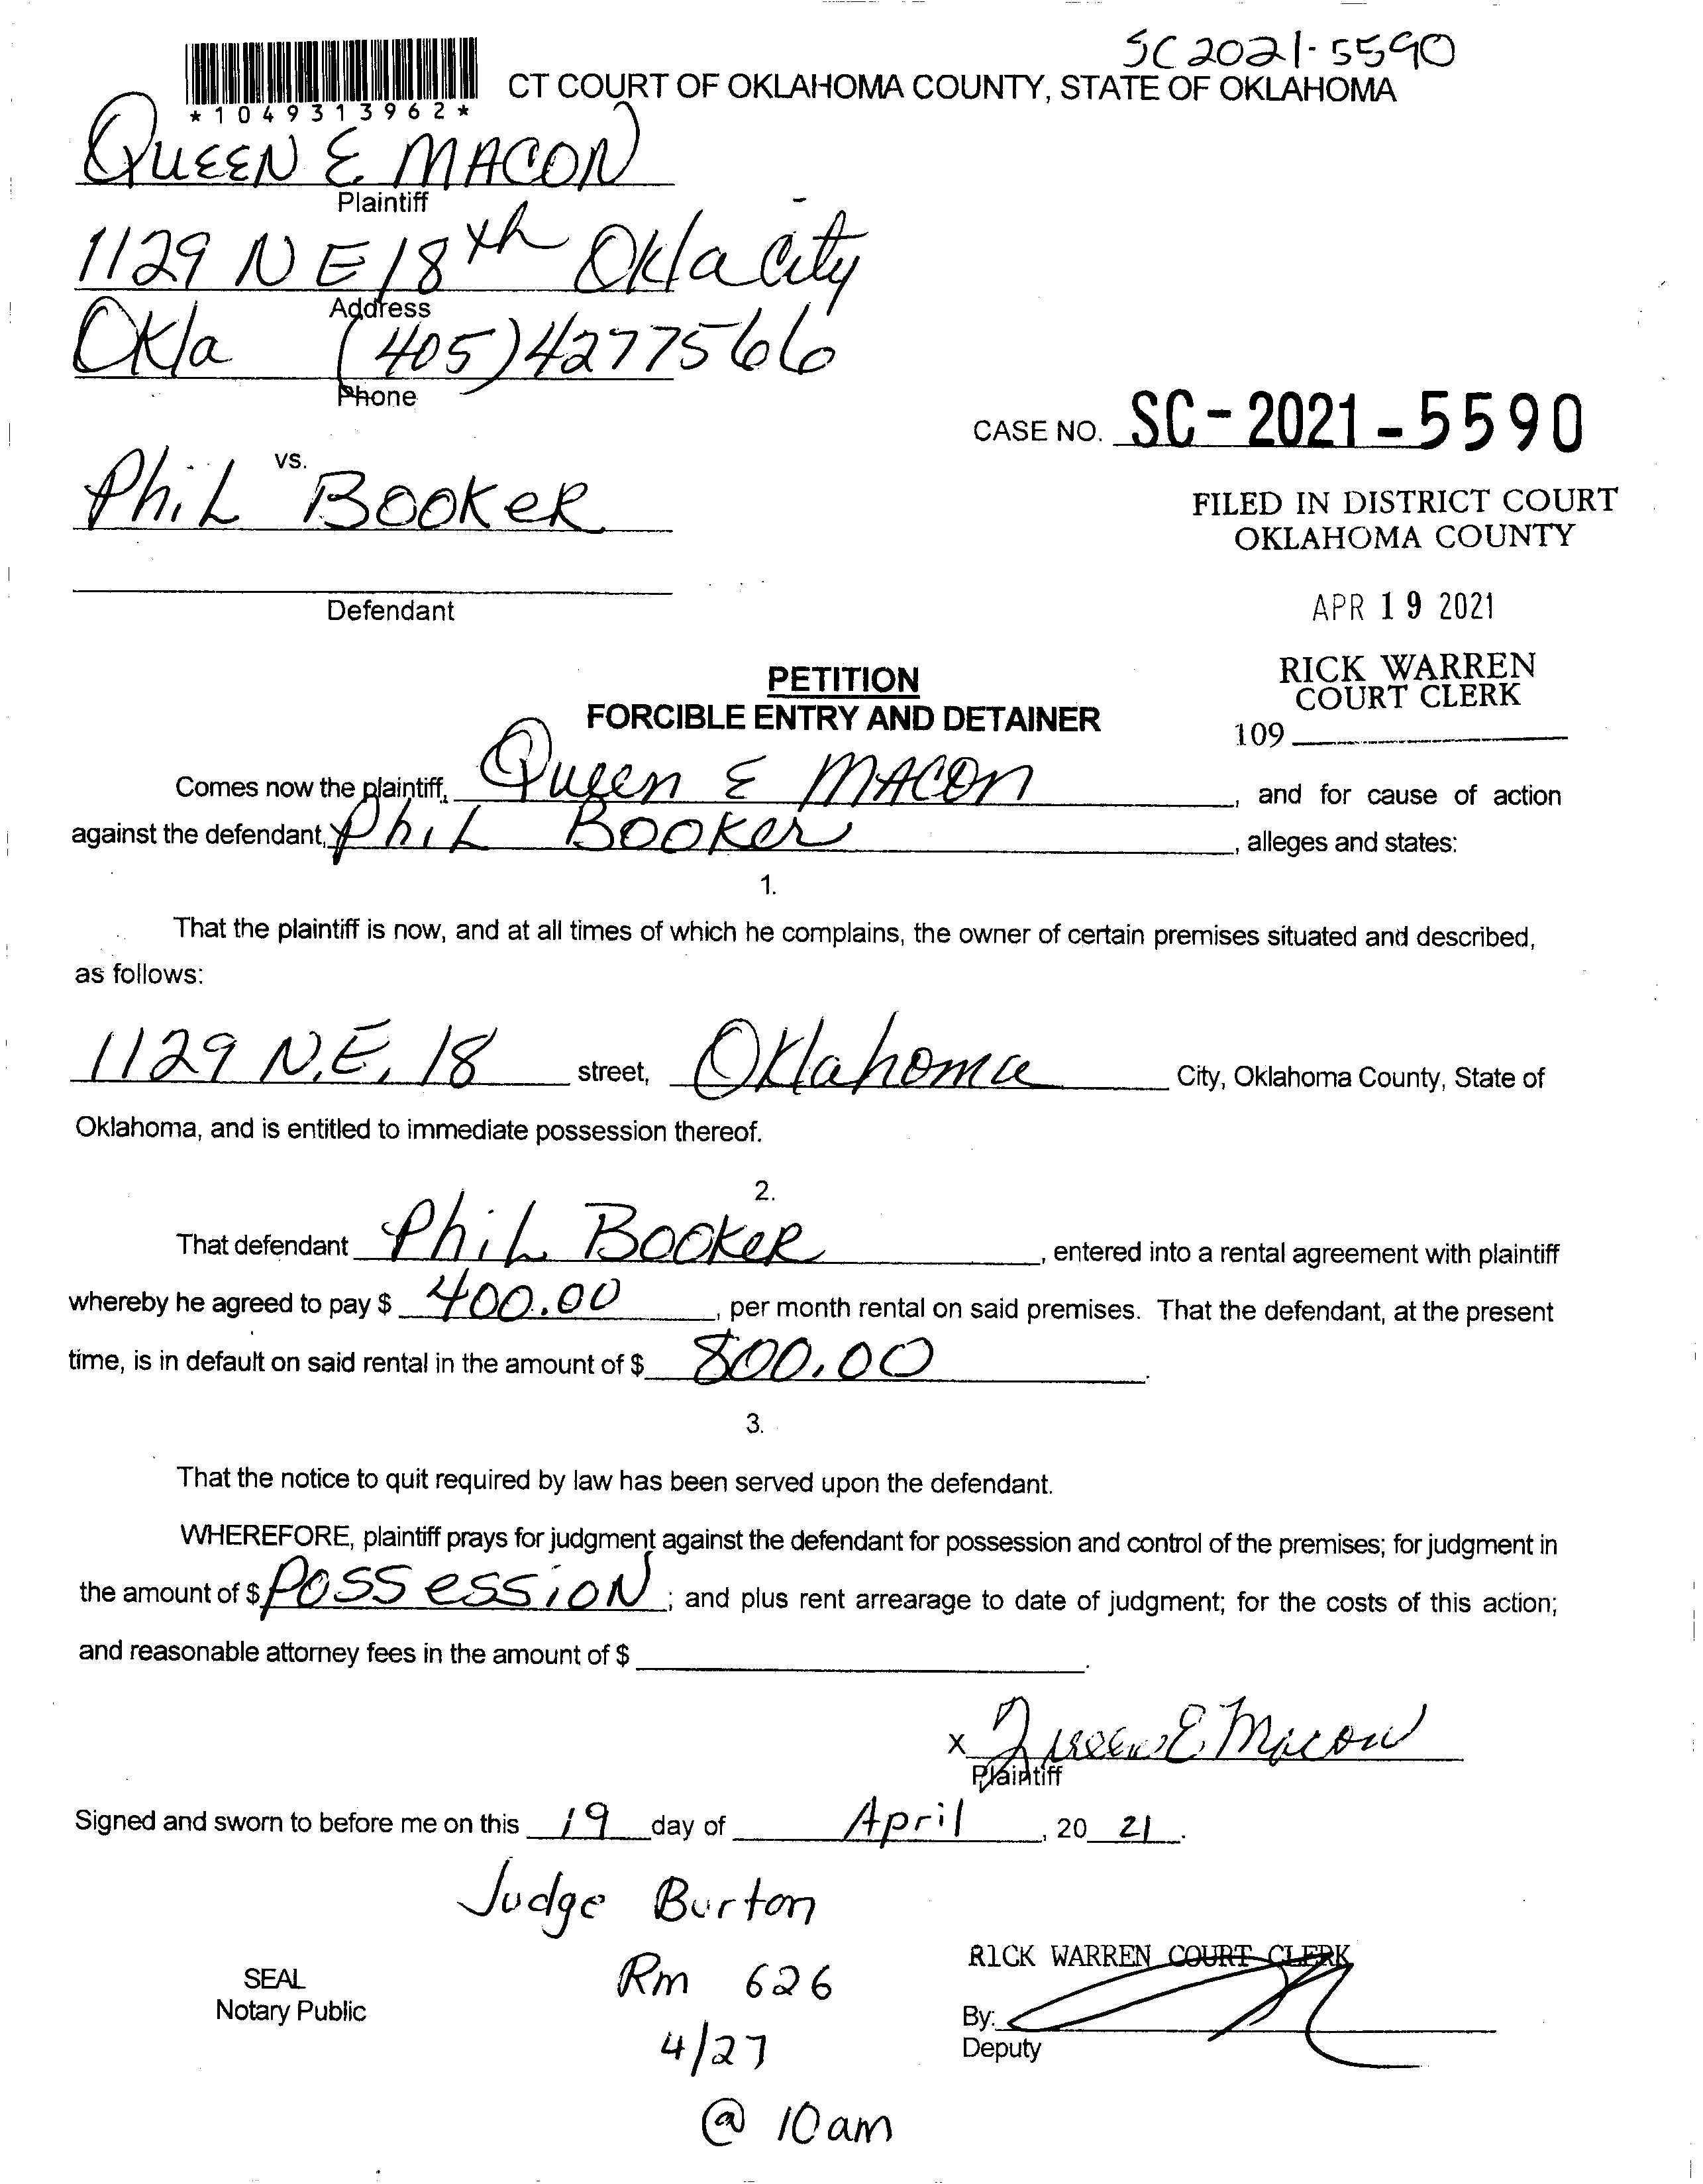 SC 2021-5590
CT COURT OF OKLAHOMA COUNTY, STATE OF OKLAHOMA
*1049313962*
QUEEN E MACON
Plaintiff
1129 N E 18th Okla City
Address
Okla (405) 4277566
Phone
CASE NO. SC-2021-5590
vs.
Phil Booker
FILED IN DISTRICT COURT
OKLAHOMA COUNTY
Defendant
APR 19 2021
RICK WARREN
COURT CLERK
109
PETITION
FORCIBLE ENTRY AND DETAINER
Comes now the plaintiff, Queen E MACON, and for cause of action
against the defendant, Phil Booker, alleges and states:
1.
That the plaintiff is now, and at all times of which he complains, the owner of certain premises situated and described,
as follows:
1129 N.E. 18 street, Oklahoma City, Oklahoma County, State of
Oklahoma, and is entitled to immediate possession thereof.
2.
That defendant Phil Booker, entered into a rental agreement with plaintiff
whereby he agreed to pay $ 400.00, per month rental on said premises. That the defendant, at the present
time, is in default on said rental in the amount of $ 800.00.
3.
That the notice to quit required by law has been served upon the defendant.
WHEREFORE, plaintiff prays for judgment against the defendant for possession and control of the premises; for judgment in
the amount of $ POSSESSION; and plus rent arrearage to date of judgment; for the costs of this action;
and reasonable attorney fees in the amount of $ .
x Queen E Macon
Plaintiff
Signed and sworn to before me on this 19 day of April, 20 21.
Judge Burton
Rm 626
4/27
@ 10am
SEAL
Notary Public
RICK WARREN COURT CLERK
By:
Deputy